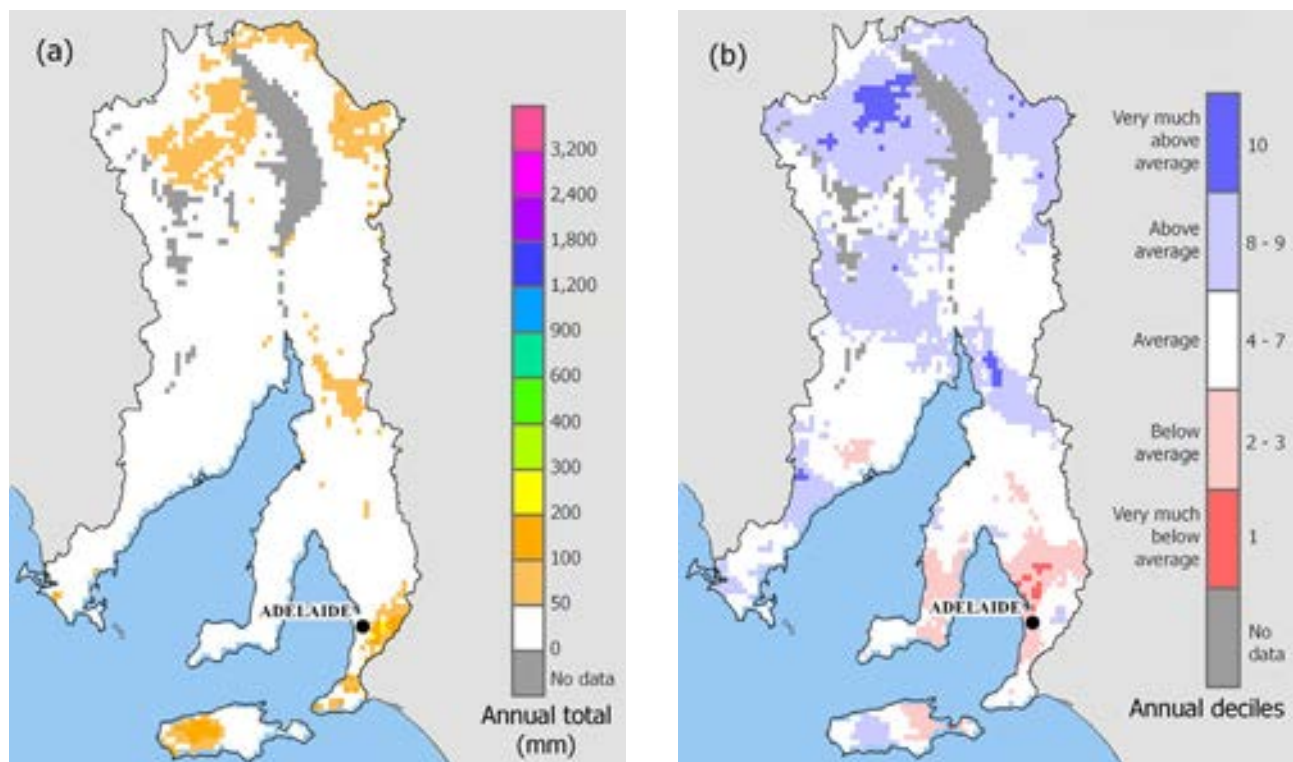 (a)
3,200
2,400
1,800
1,200
900
600
400
300
200
100
50
0
No data
Annual total
(mm)
ADELAIDE
(b)
Very much
above
average
10
Above
average
8 - 9
Average
4 - 7
Below
average
2 - 3
Very much
below
average
1
No
data
Annual deciles
ADELAIDE